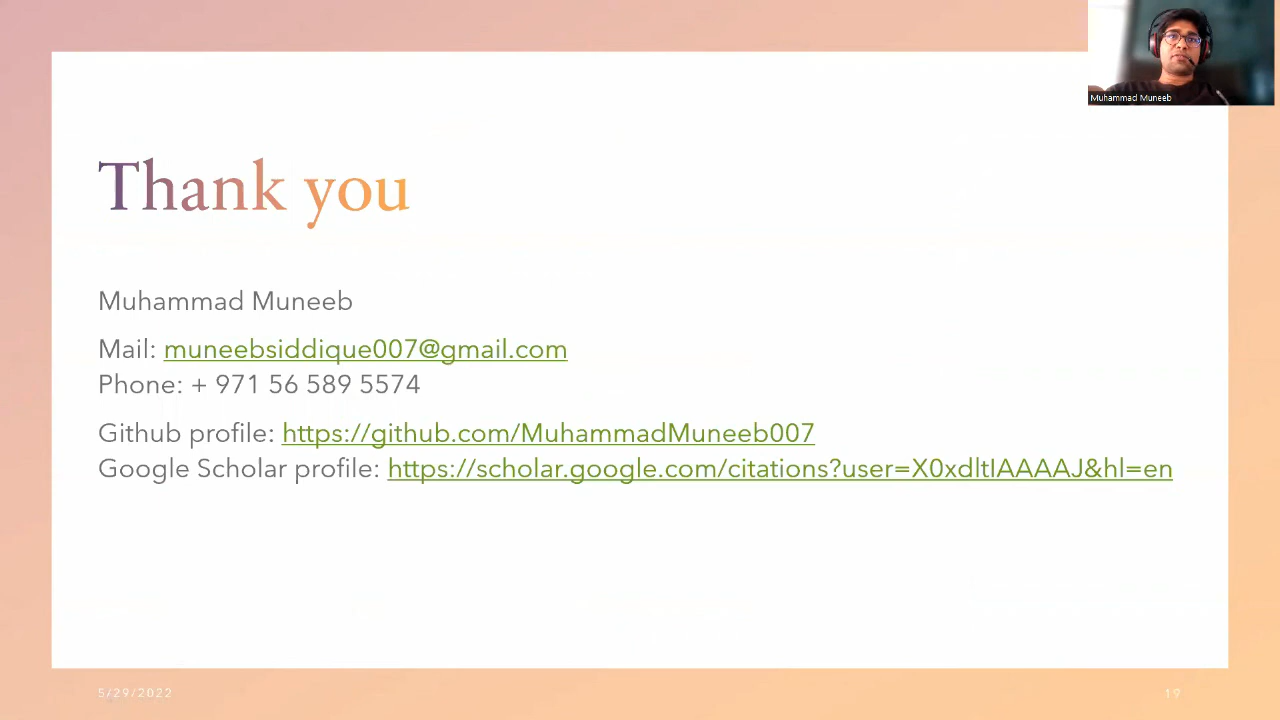 Muhammad Muneeb
Thank you
Muhammad Muneeb
Mail: muneebsiddique007@gmail.com
Phone: + 971 56 589 5574
Github profile: https://github.com/MuhammadMuneeb007
Google Scholar profile: https://scholar.google.com/citations?user=X0xdltIAAAAJ&hl=en
5/29/2022
19